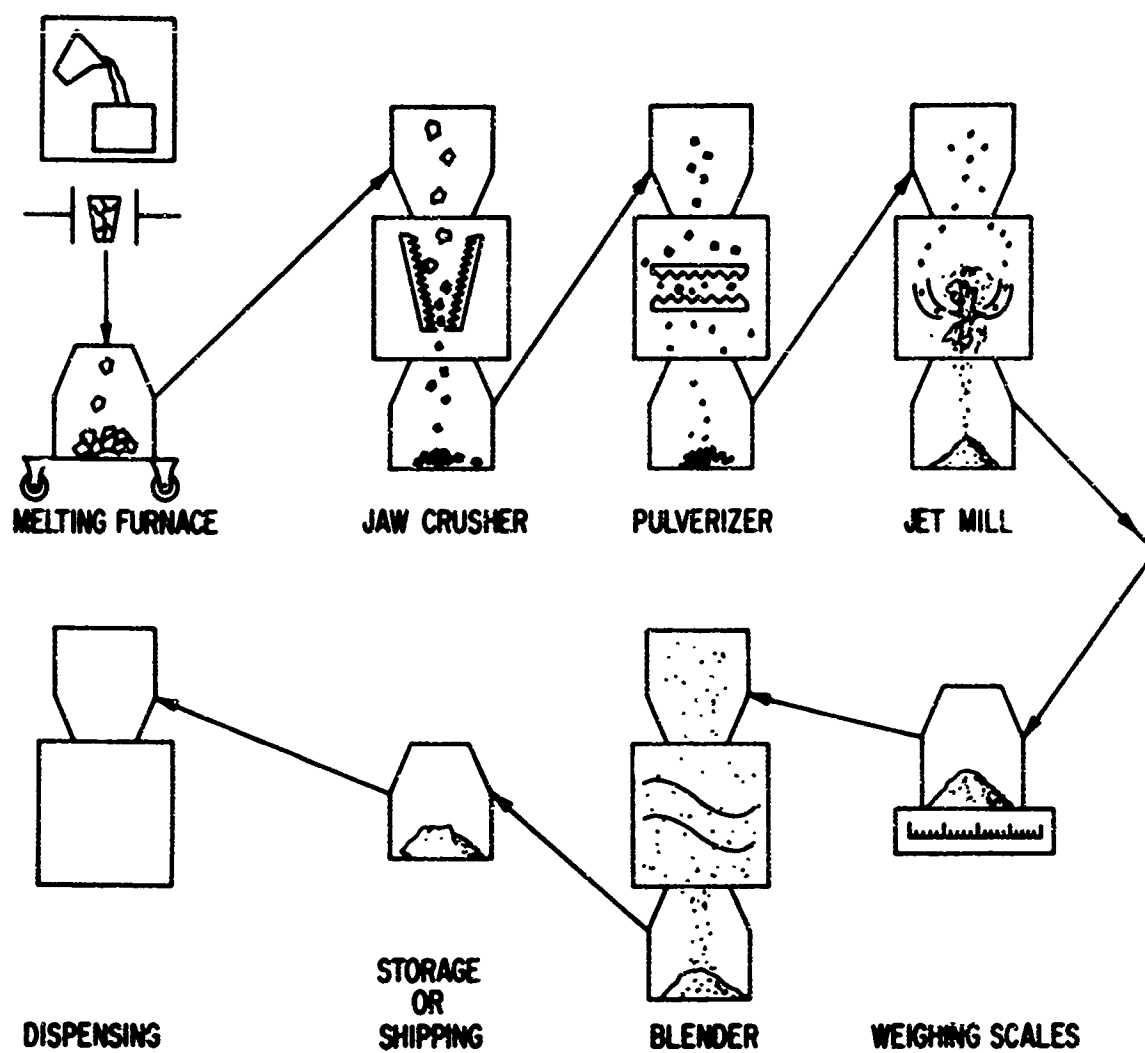 MELTING FURNACE
JAW CRUSHER
PULVERIZER
JET MILL
DISPENSING
STORAGE
OR
SHIPPING
BLENDER
WEIGHING SCALES